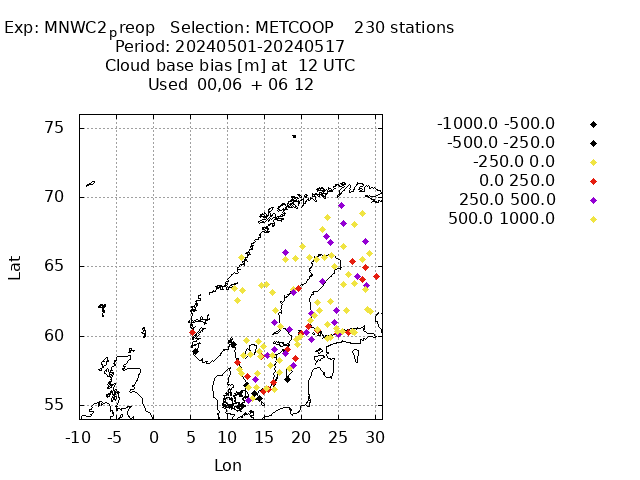 Exp: MNWC2preop Selection: METCOOP 230 stations
Period: 20240501-20240517
Cloud base bias [m] at 12 UTC
Used 00,06 + 06 12
-1000.0 -500.0
-500.0 -250.0
-250.0 0.0
0.0 250.0
250.0 500.0
500.0 1000.0
75
70
65
60
55
Lat
-10 -5 0 5 10 15 20 25 30
Lon